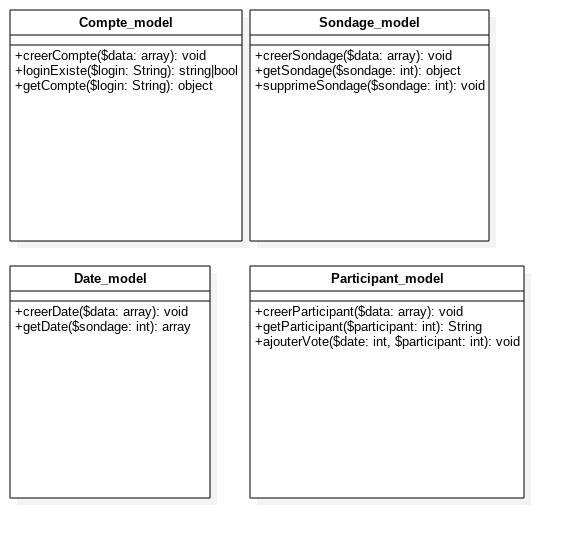 Compte_model
+creerCompte($data: array): void
+loginExiste($login: String): string|bool
+getCompte($login: String): object
Sondage_model
+creerSondage($data: array): void
+getSondage($sondage: int): object
+supprimeSondage($sondage: int): void
Date_model
+creerDate($data: array): void
+getDate($sondage: int): array
Participant_model
+creerParticipant($data: array): void
+getParticipant($participant: int): String
+ajouterVote($date: int, $participant: int): void